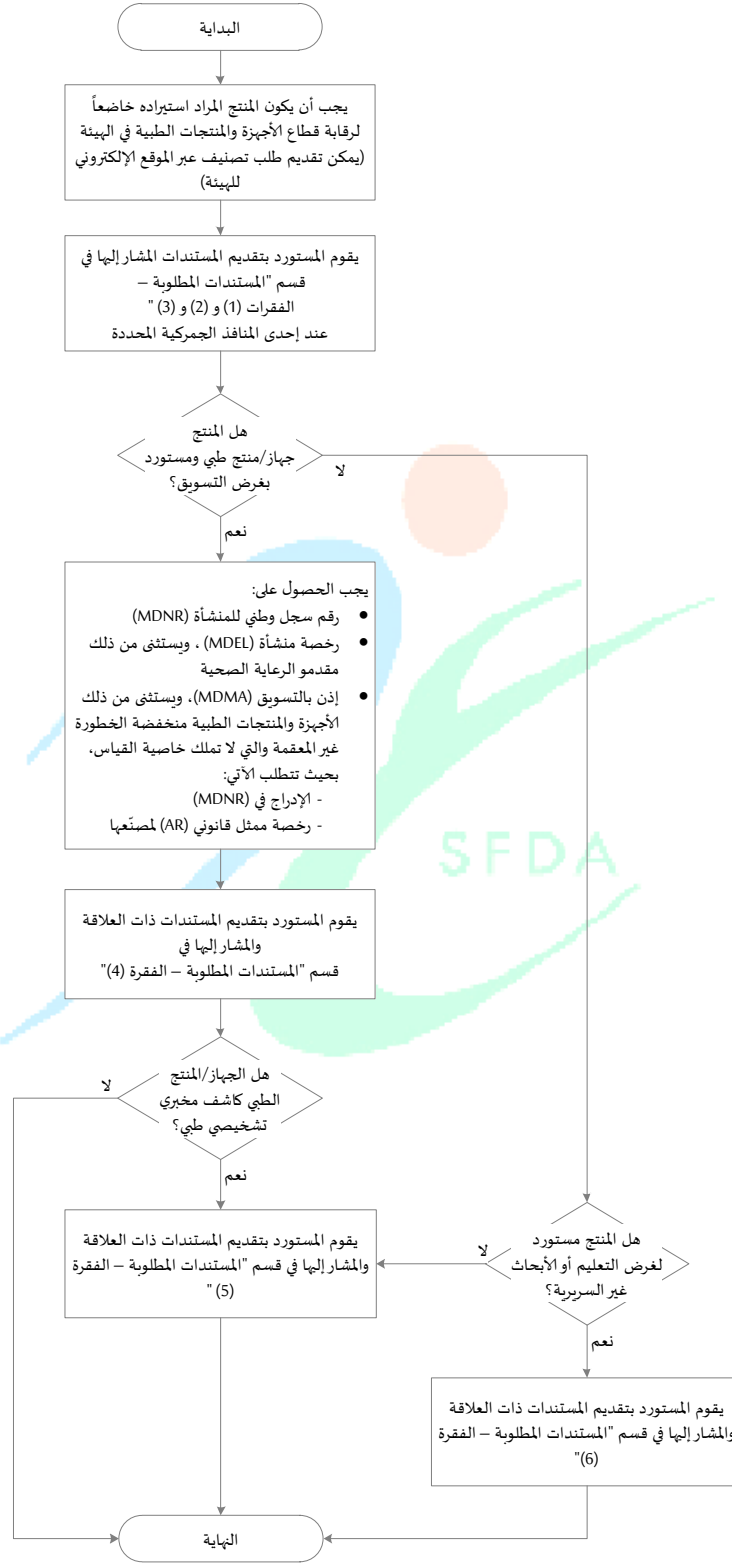 البداية
يجب أن يكون المنتج المراد استيراده خاضعاً
لرقابة قطاع الأجهزة والمنتجات الطبية في الهيئة
(يمكن تقديم طلب تصنيف عبر الموقع الإلكتروني
للهيئة)
يقوم المستورد بتقديم المستندات المشار إليها في
قسم "المستندات المطلوبة –
الفقرات (1) و (2) و (3) "
عند إحدى المنافذ الجمركية المحددة
هل المنتج
جهاز/منتج طبي ومستورد
بغرض التسويق؟
لا
نعم
يجب الحصول على:
● رقم سجل وطني للمنشأة (MDNR)
● رخصة منشأة (MDEL) ، ويستثنى من ذلك
مقدمو الرعاية الصحية
● إذن بالتسويق (MDMA)، ويستثنى من ذلك
الأجهزة والمنتجات الطبية منخفضة الخطورة
غير المعقمة والتي لا تملك خاصية القياس،
بحيث تتطلب الآتي:
- الإدراج في (MDNR)
- رخصة ممثل قانوني (AR) لمصنّعها
SFDA
يقوم المستورد بتقديم المستندات ذات العلاقة
والمشار إليها في
قسم "المستندات المطلوبة – الفقرة (4)"
هل الجهاز/المنتج
الطبي كاشف مخبري
تشخيصي طبي؟
لا
نعم
يقوم المستورد بتقديم المستندات ذات العلاقة
والمشار إليها في قسم "المستندات المطلوبة – الفقرة
(5) "
هل المنتج مستورد
لغرض التعليم أو الأبحاث
غير السريرية؟
لا
نعم
يقوم المستورد بتقديم المستندات ذات العلاقة
والمشار إليها في قسم "المستندات المطلوبة – الفقرة
(6)"
النهاية